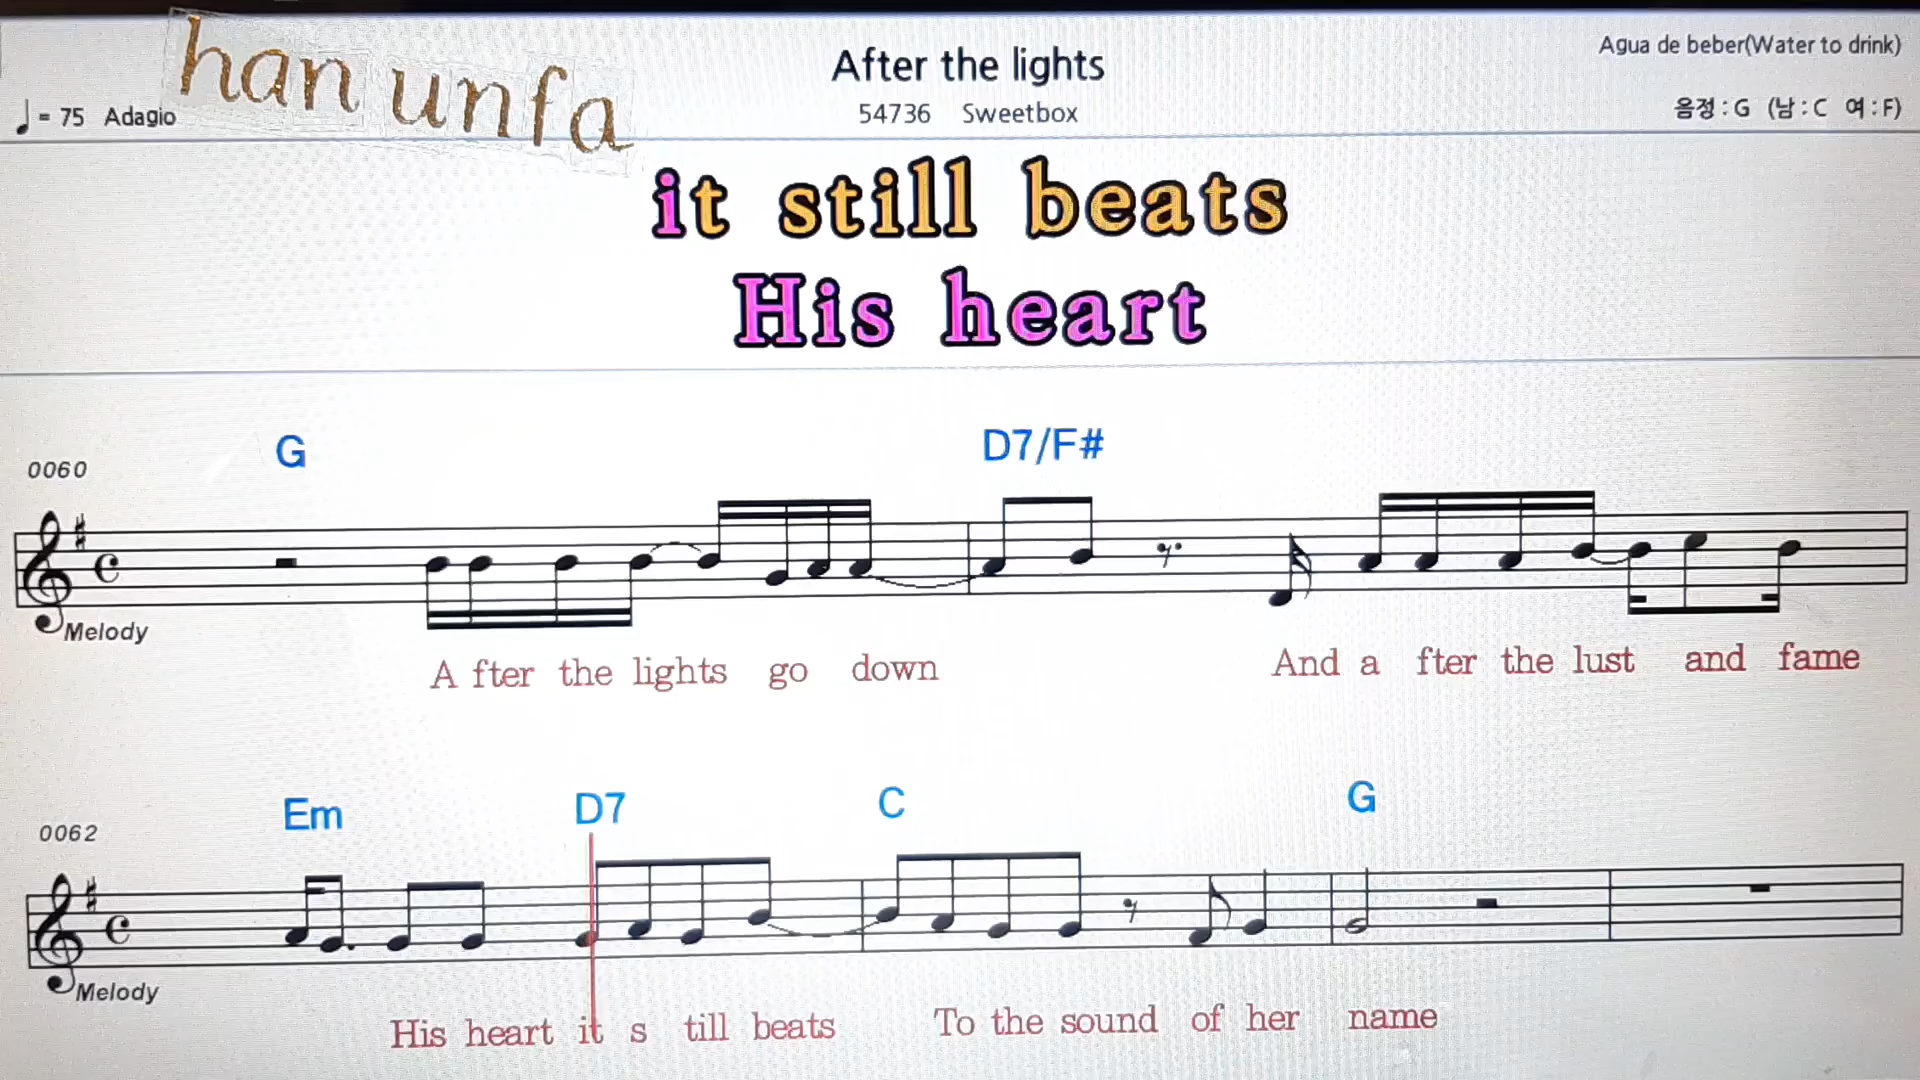 han unfa
After the lights
Agua de beber(Water to drink)
= 75 Adagio
54736 Sweetbox
음정 : G (남 : C 여 : F)
it still beats
His heart
G
D7/F#
0060
Melody
A fter the lights go down And a fter the lust and fame
Em
D7
C
G
0062
Melody
His heart it s till beats To the sound of her name